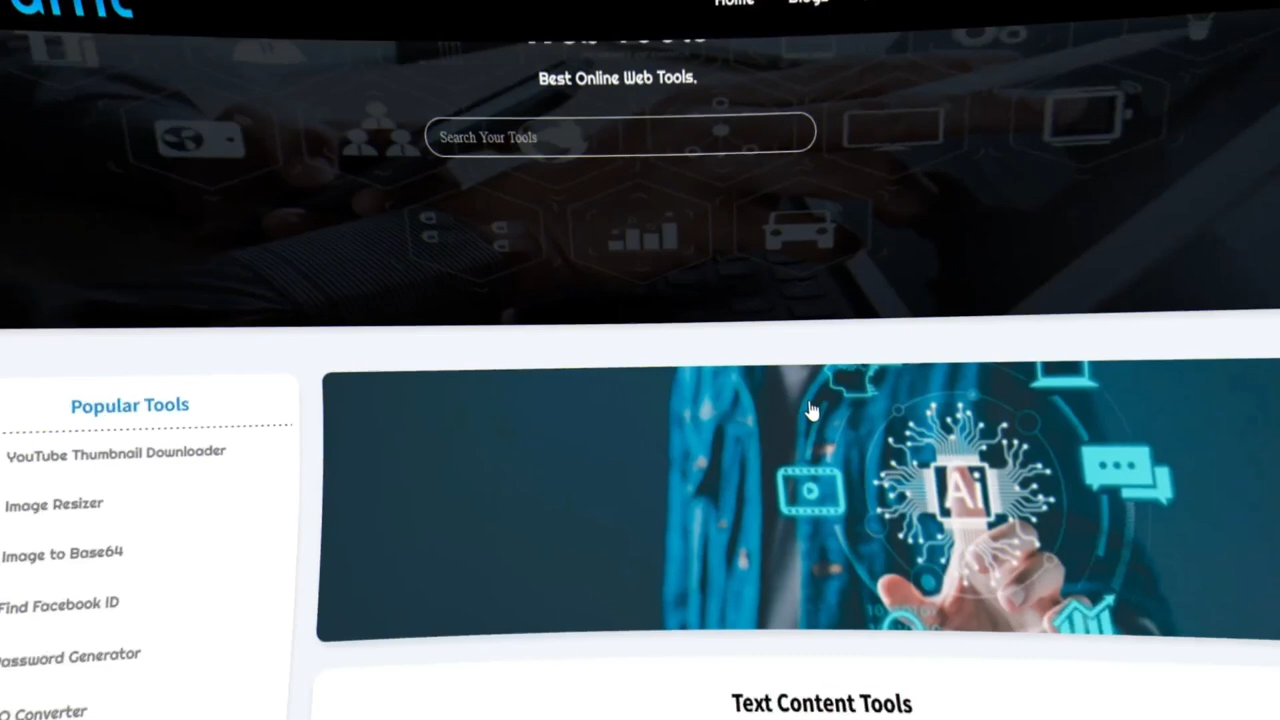 Home
Best Online Web Tools.
Search Your Tools
Popular Tools
YouTube Thumbnail Downloader
Image Resizer
Image to Base64
Find Facebook ID
Password Generator
Converter
Ai
Text Content Tools